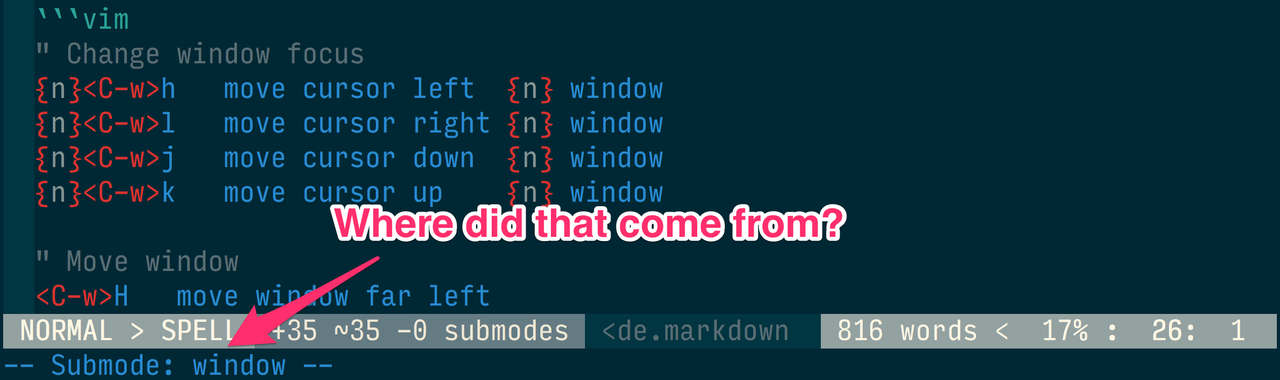 ```vim
" Change window focus
{n}<C-w>h   move cursor left  {n} window
{n}<C-w>l   move cursor right {n} window
{n}<C-w>j   move cursor down  {n} window
{n}<C-w>k   move cursor up    {n} window
Where did that come from?
" Move window
<C-w>H   move window far left
NORMAL > SPELL +35 ~35 -0 submodes <de.markdown 816 words < 17% : 26: 1
-- Submode: window --